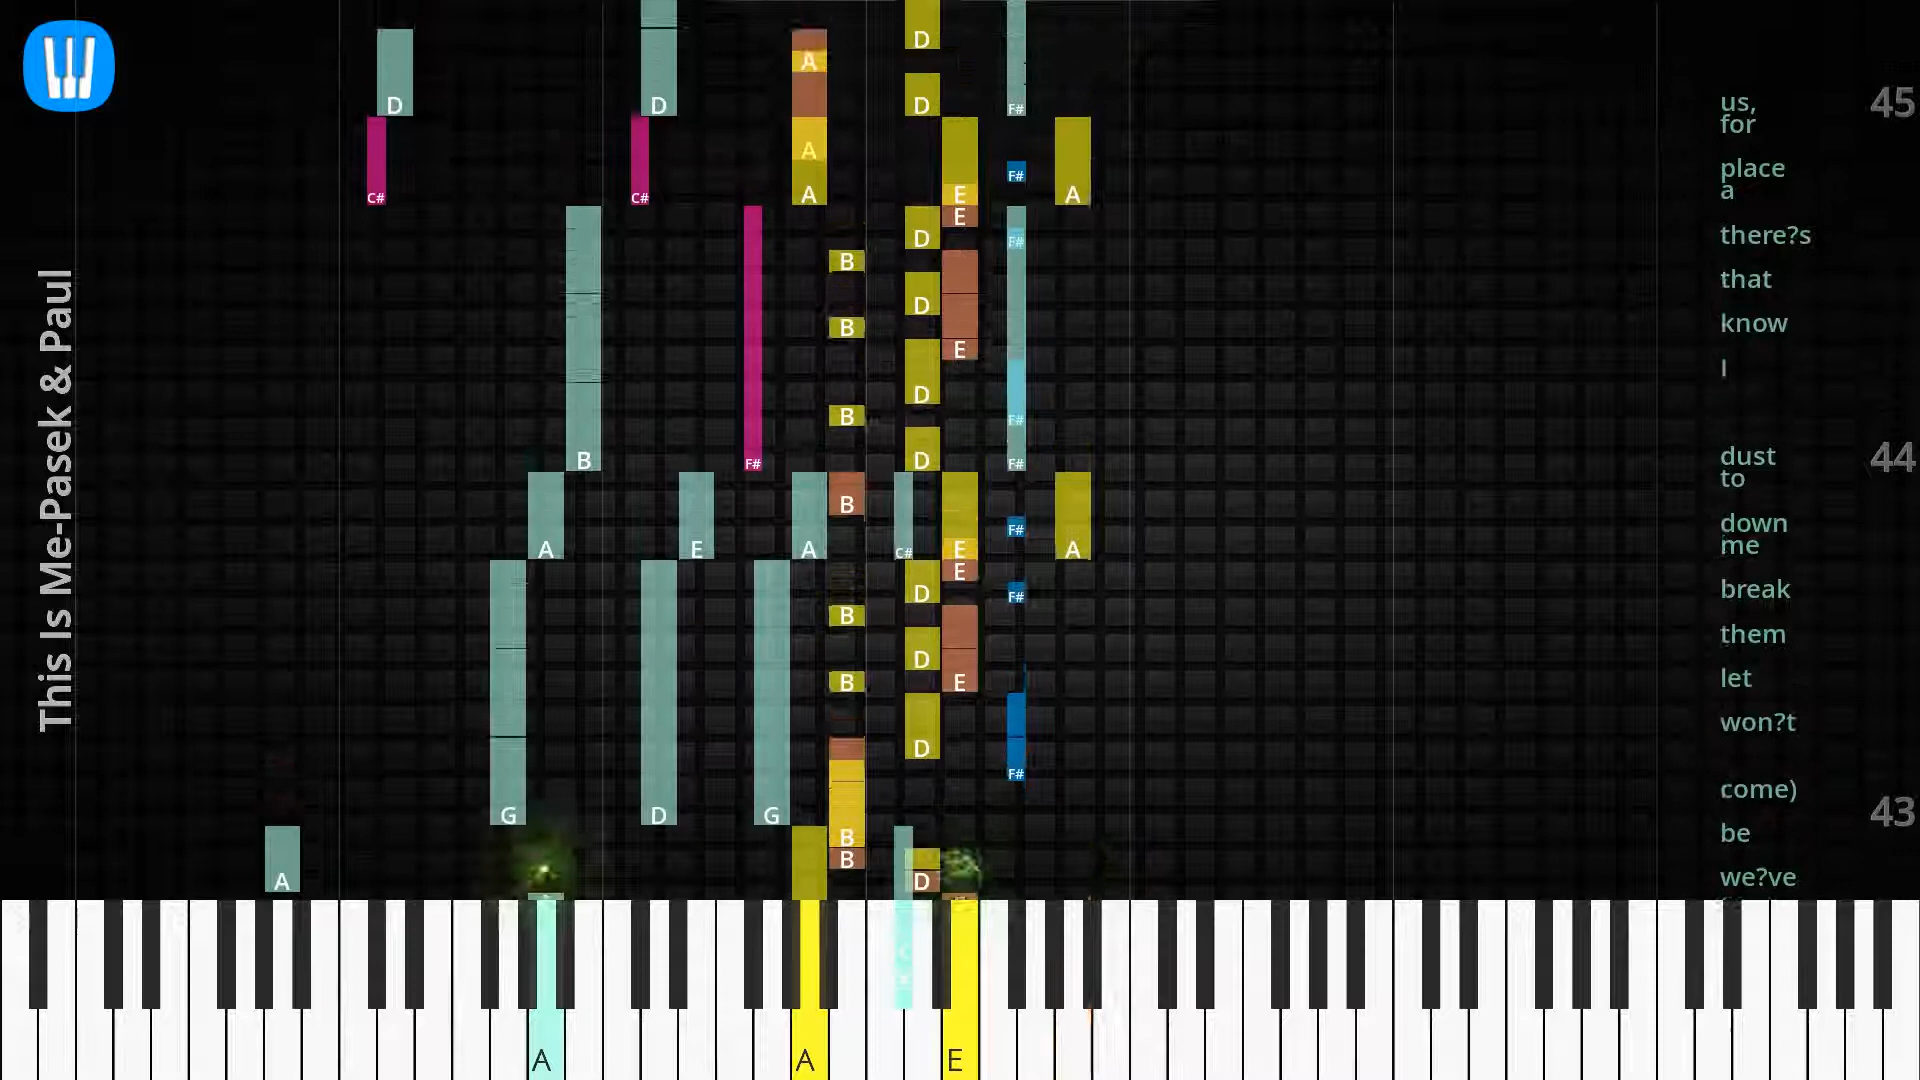 This Is Me-Pasek & Paul
D
D D
A
D D F#
us, 45
for
A
place
F#
a
C# C# A E A
E
there?s
D F#
B
that
D
know
B
E
I
D
B F#
dust 44
B F# D F#
to
B
down
F#
me
A E A C# E A
E
break
D F#
B
them
D
let
B E
won?t
D
F#
come)
43
G D G
be
B
B
we?ve
A D
C
A A E